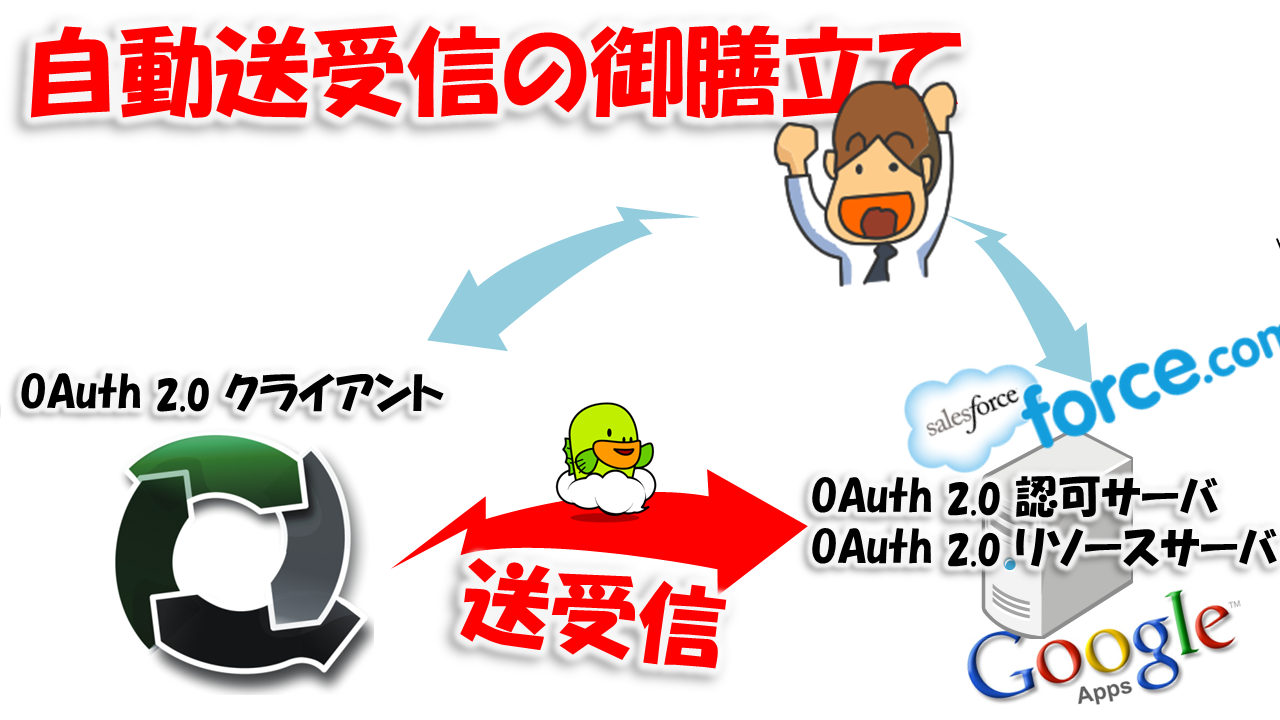 自動送受信の御膳立て
OAuth 2.0 クライアント
salesforce
force.com
OAuth 2.0 認可サーバ
OAuth 2.0 リソースサーバ
送受信
Google™
Apps